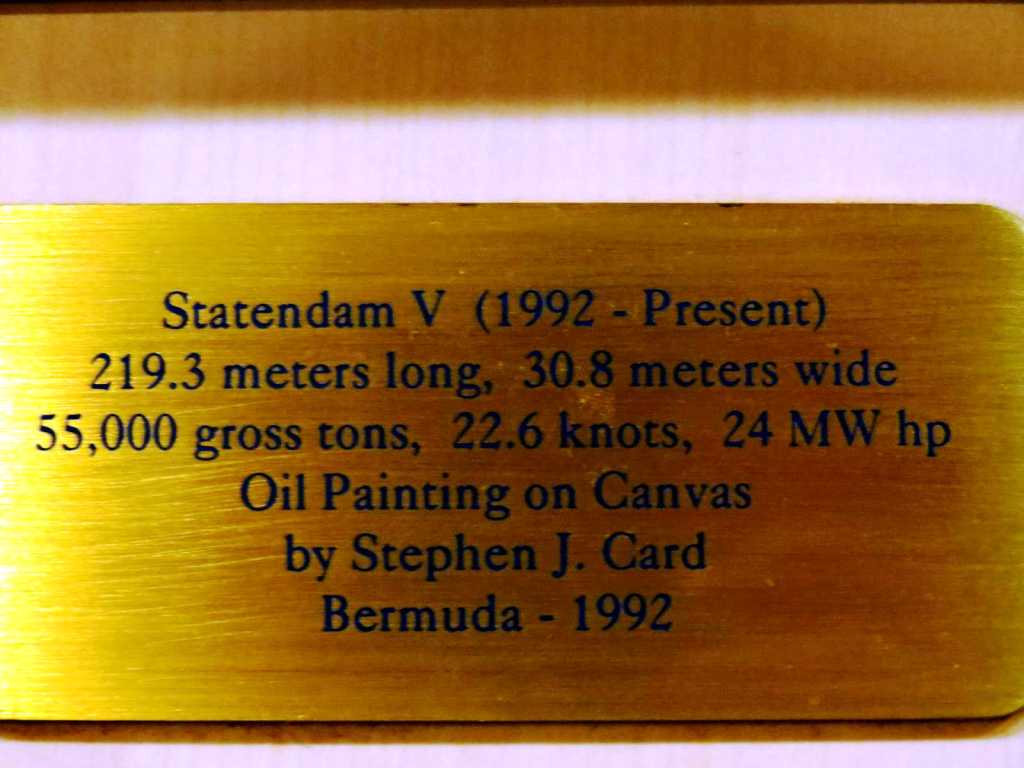 Statendam V (1992 - Present)
219.3 meters long, 30.8 meters wide
55,000 gross tons, 22.6 knots, 24 MW hp
Oil Painting on Canvas
by Stephen J. Card
Bermuda - 1992